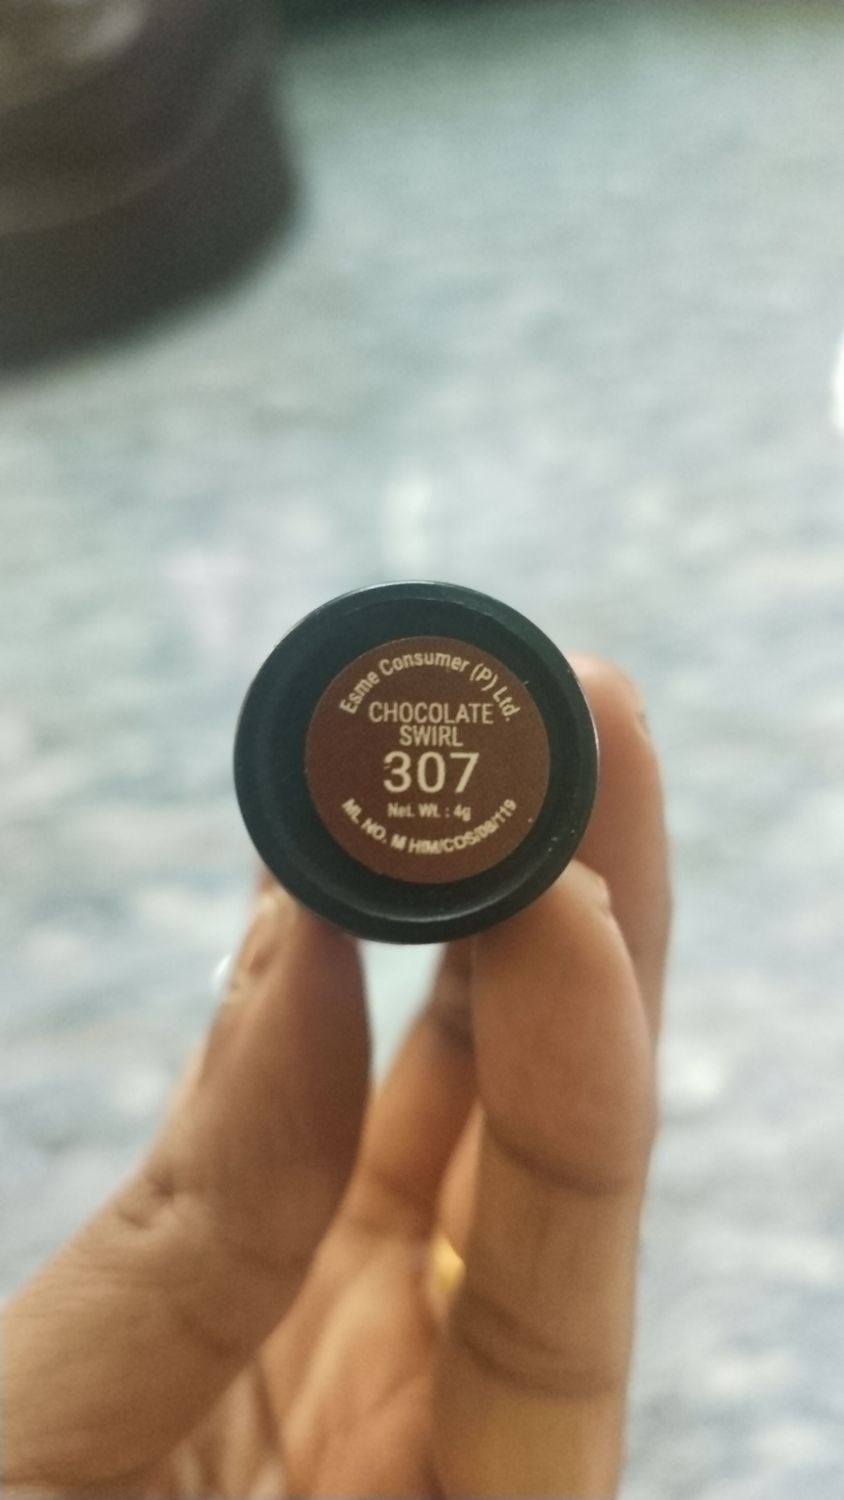 Esme Consumer (P) Ltd.
CHOCOLATE
SWIRL
307
Net. Wt. : 4g
ML NO. M HIM/COS/08/119